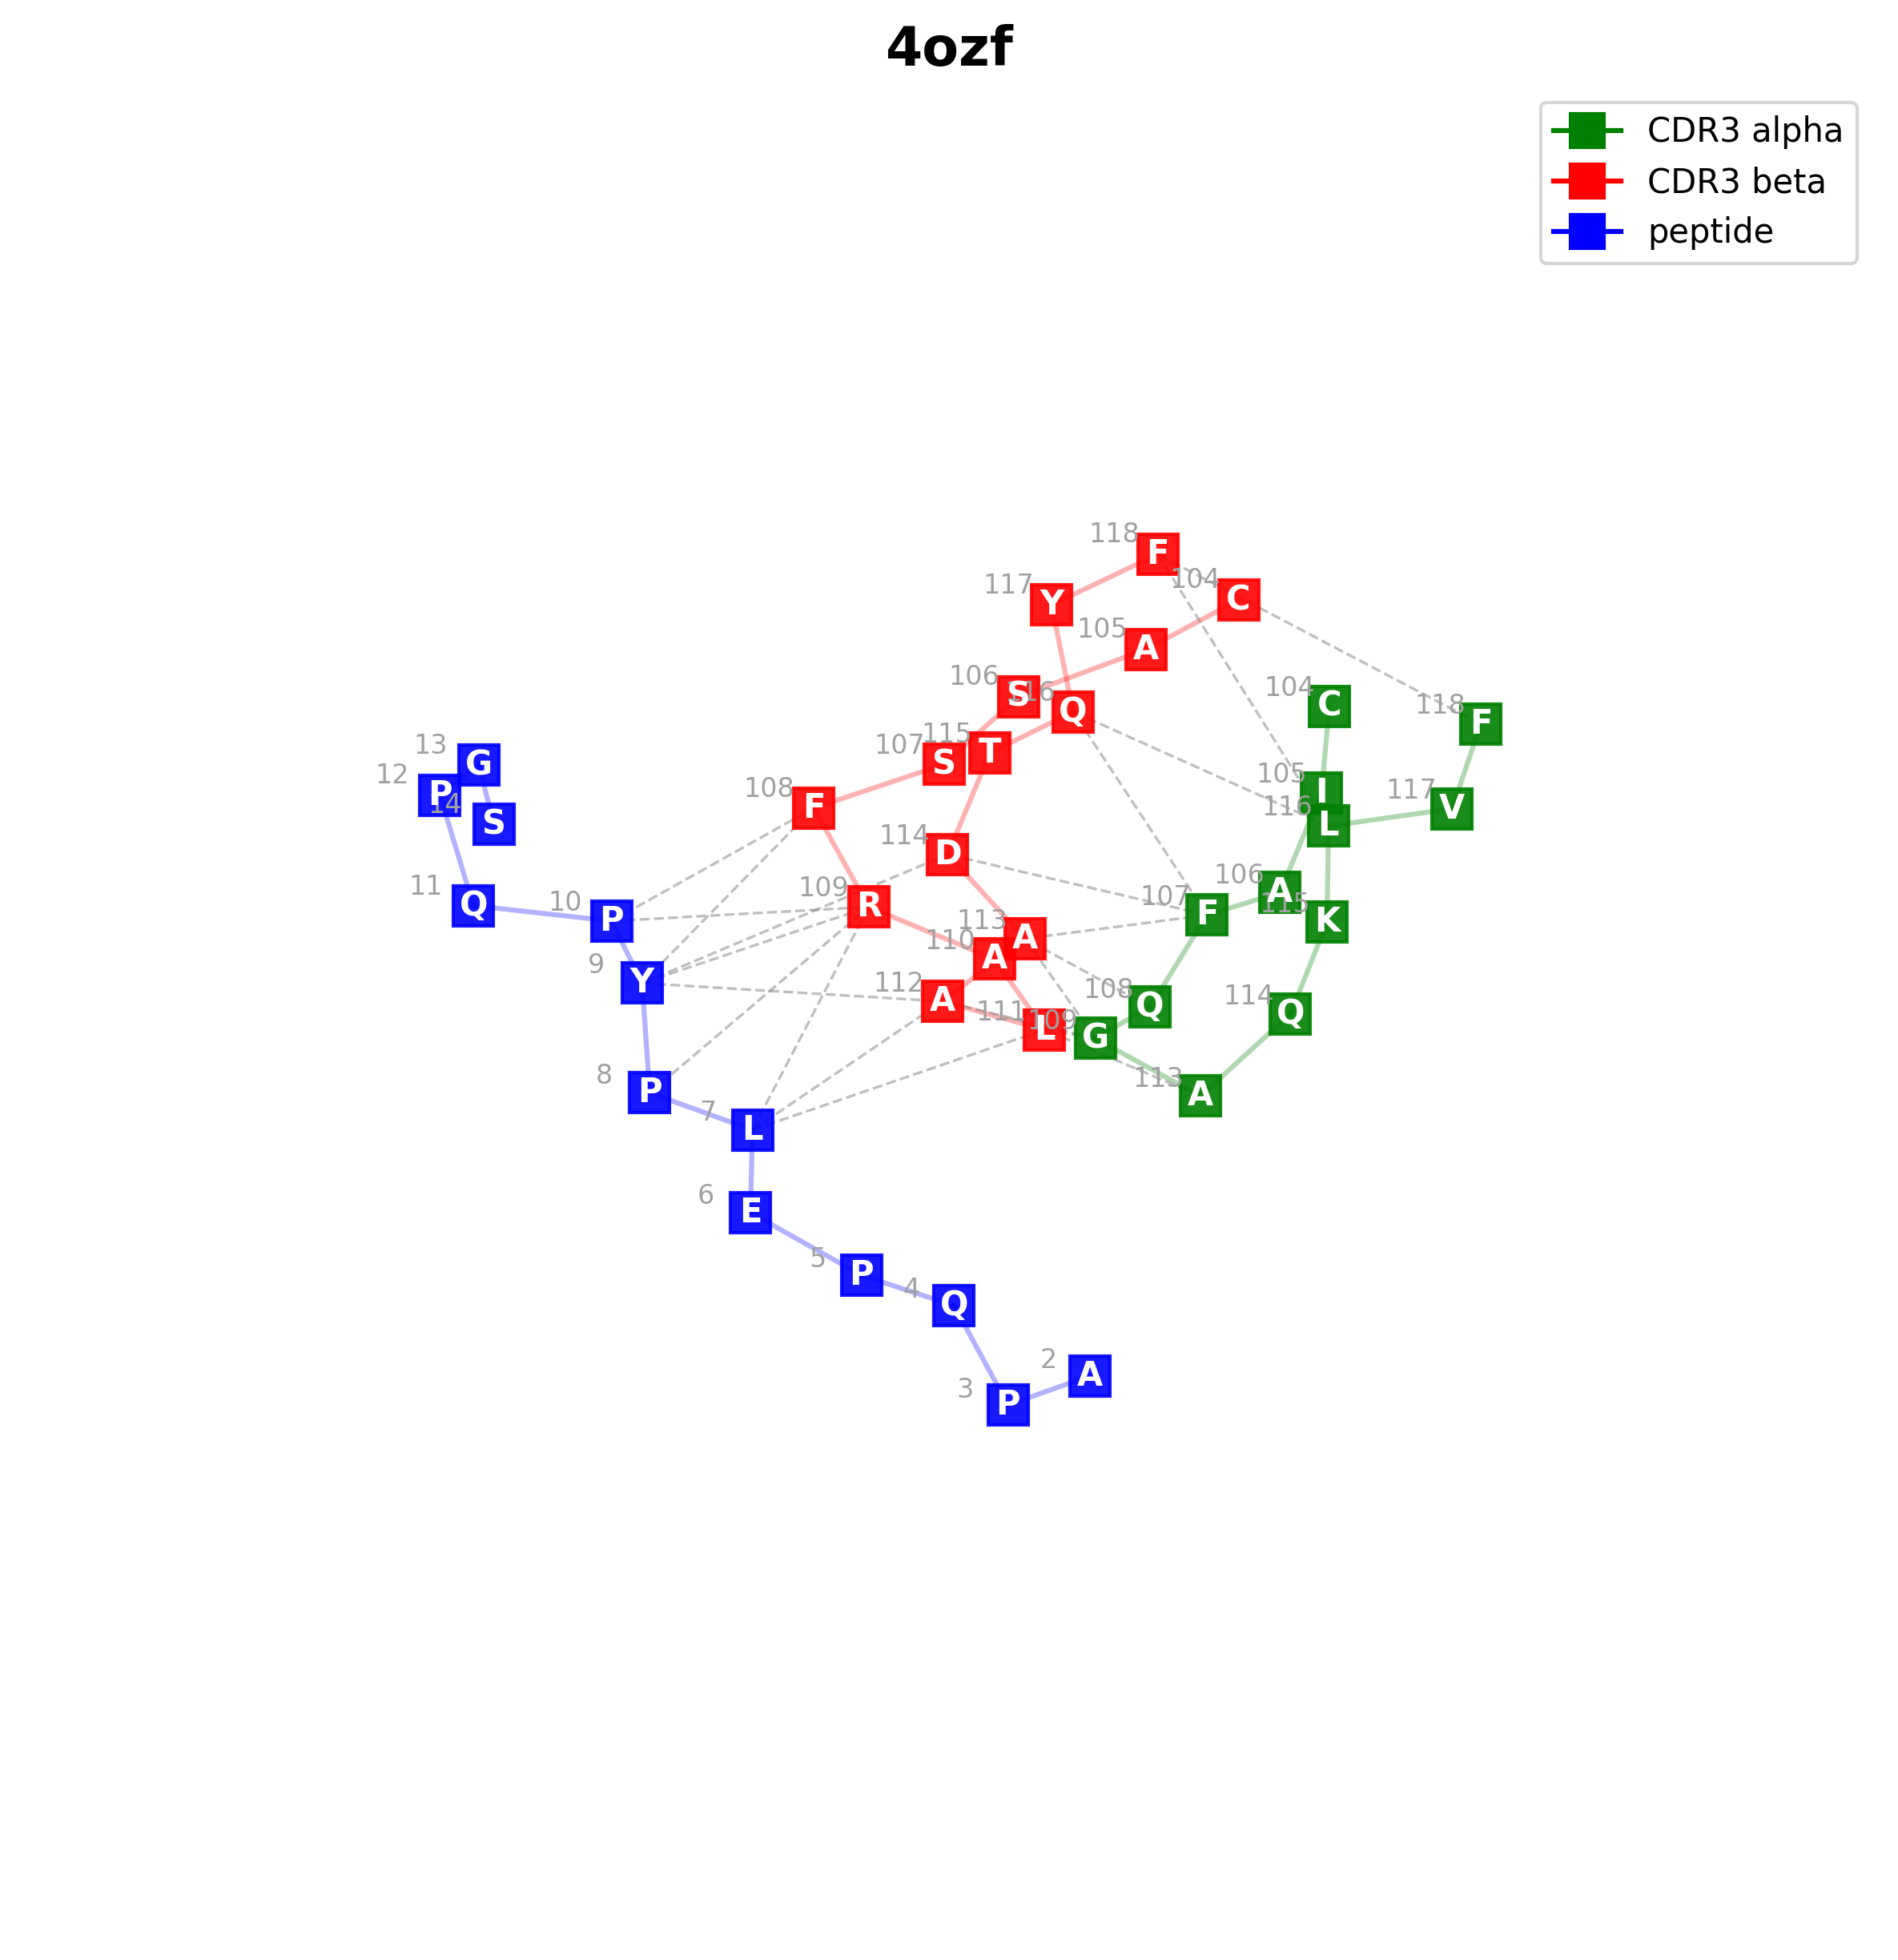 4ozf
CDR3 alpha
CDR3 beta
peptide
118 F
104 C
117 Y
105 A
106 S
116 Q
104 C
118 F
115 T
107 S
13 G
12 P
14 S
108 F
105 I
116 L
117 V
114 D
106 A
107 F
115 K
11 Q
10 P
109 R
113 A
110 A
9 Y
112 A
111 L
108 Q
109 G
114 Q
113 A
8 P
7 L
6 E
5 P
4 Q
2 A
3 P